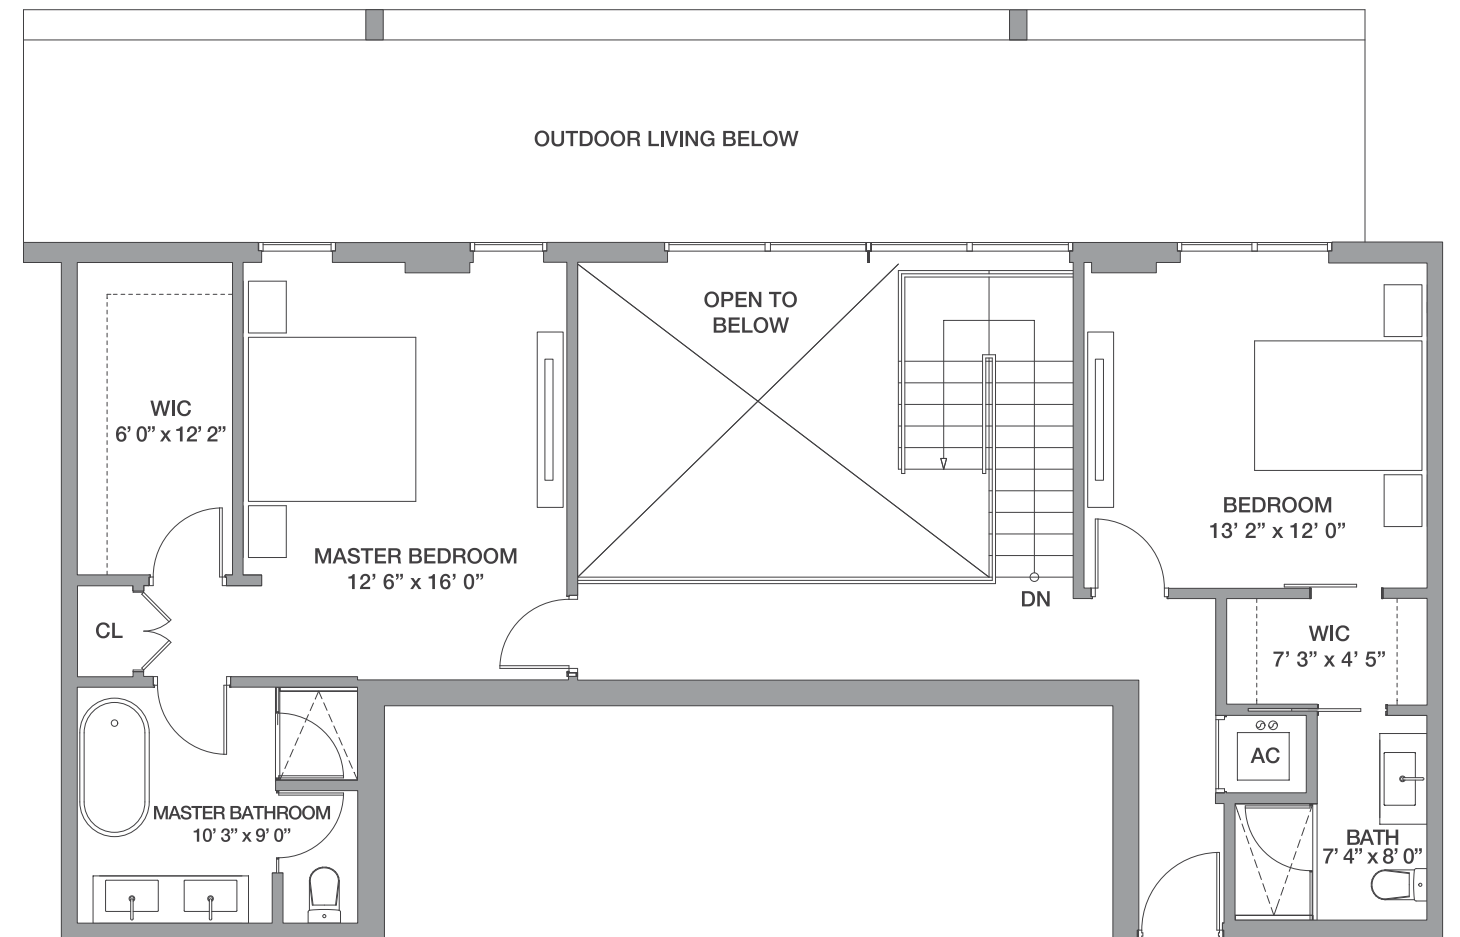 OUTDOOR LIVING BELOW
OPEN TO
BELOW
WIC
6’ 0” x 12’ 2”
MASTER BEDROOM
12’ 6” x 16’ 0”
BEDROOM
13’ 2” x 12’ 0”
DN
CL
WIC
7’ 3” x 4’ 5”
AC
MASTER BATHROOM
10’ 3” x 9’ 0”
BATH
7’ 4” x 8’ 0”